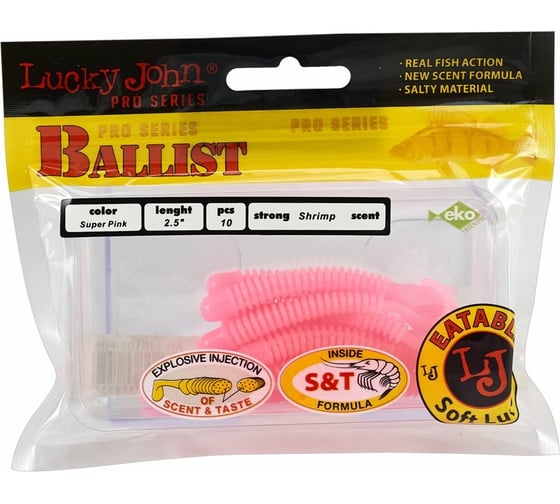 Lucky John®
PRO SERIES
· REAL FISH ACTION
· NEW SCENT FORMULA
· SALTY MATERIAL
PRO SERIES
PRO SERIES
BALLIST
color
Super Pink
lenght
2.5"
pcs
10
strong Shrimp scent
eko
EXPLOSIVE INJECTION
OF
SCENT & TASTE
INSIDE
S&T
FORMULA
EATABL
LJ
LJ
Soft Lu